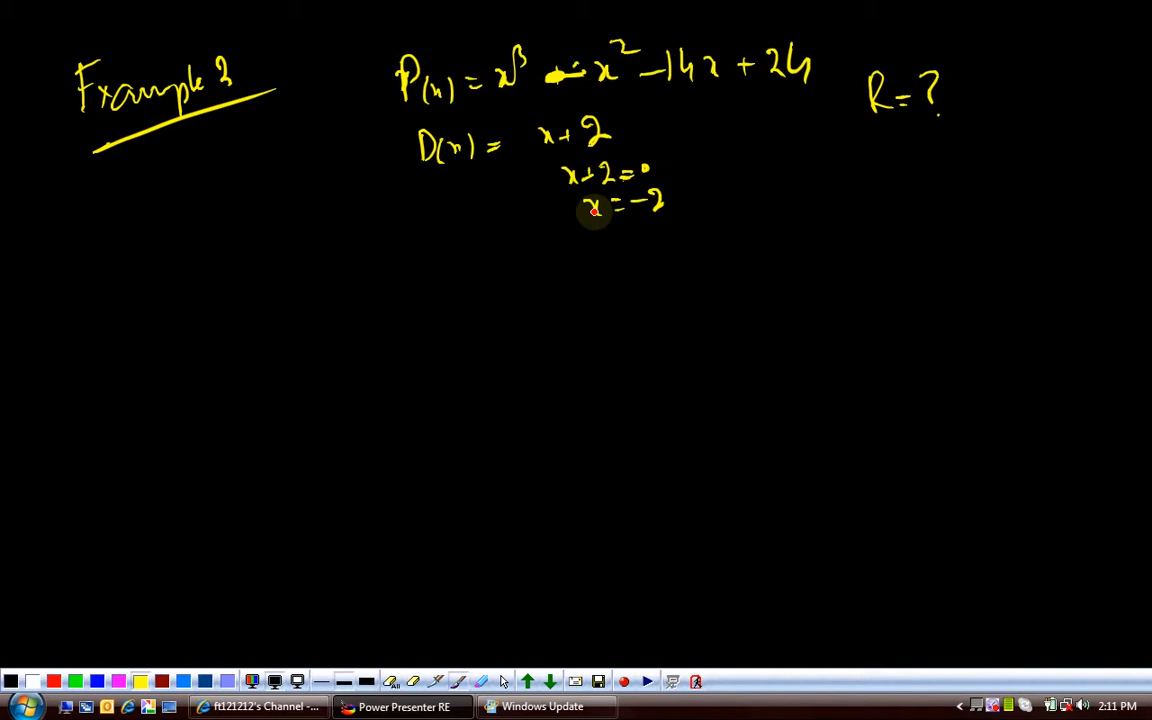 Example 3
P(x) = x³ - x² - 14x + 24
R = ?
D(x) = x + 2
x + 2 = 0
x = -2
ft121212's Channel - ...
Power Presenter RE
Windows Update
2:11 PM